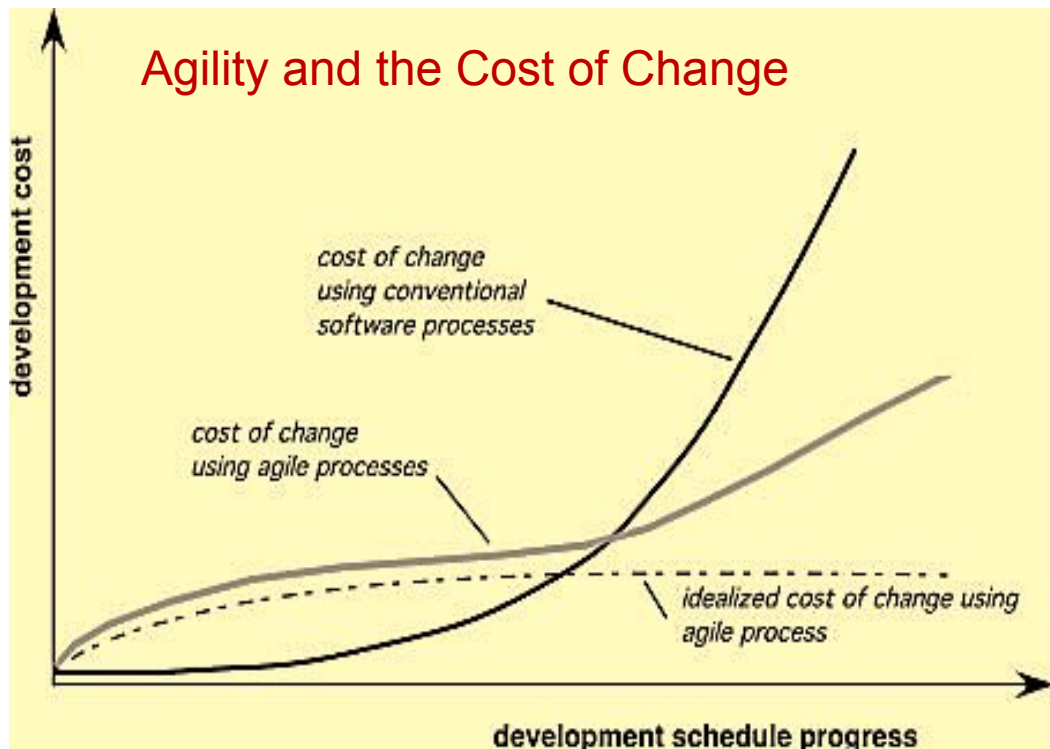 Agility and the Cost of Change
development cost
cost of change
using conventional
software processes
cost of change
using agile processes
idealized cost of change using
agile process
development schedule progress